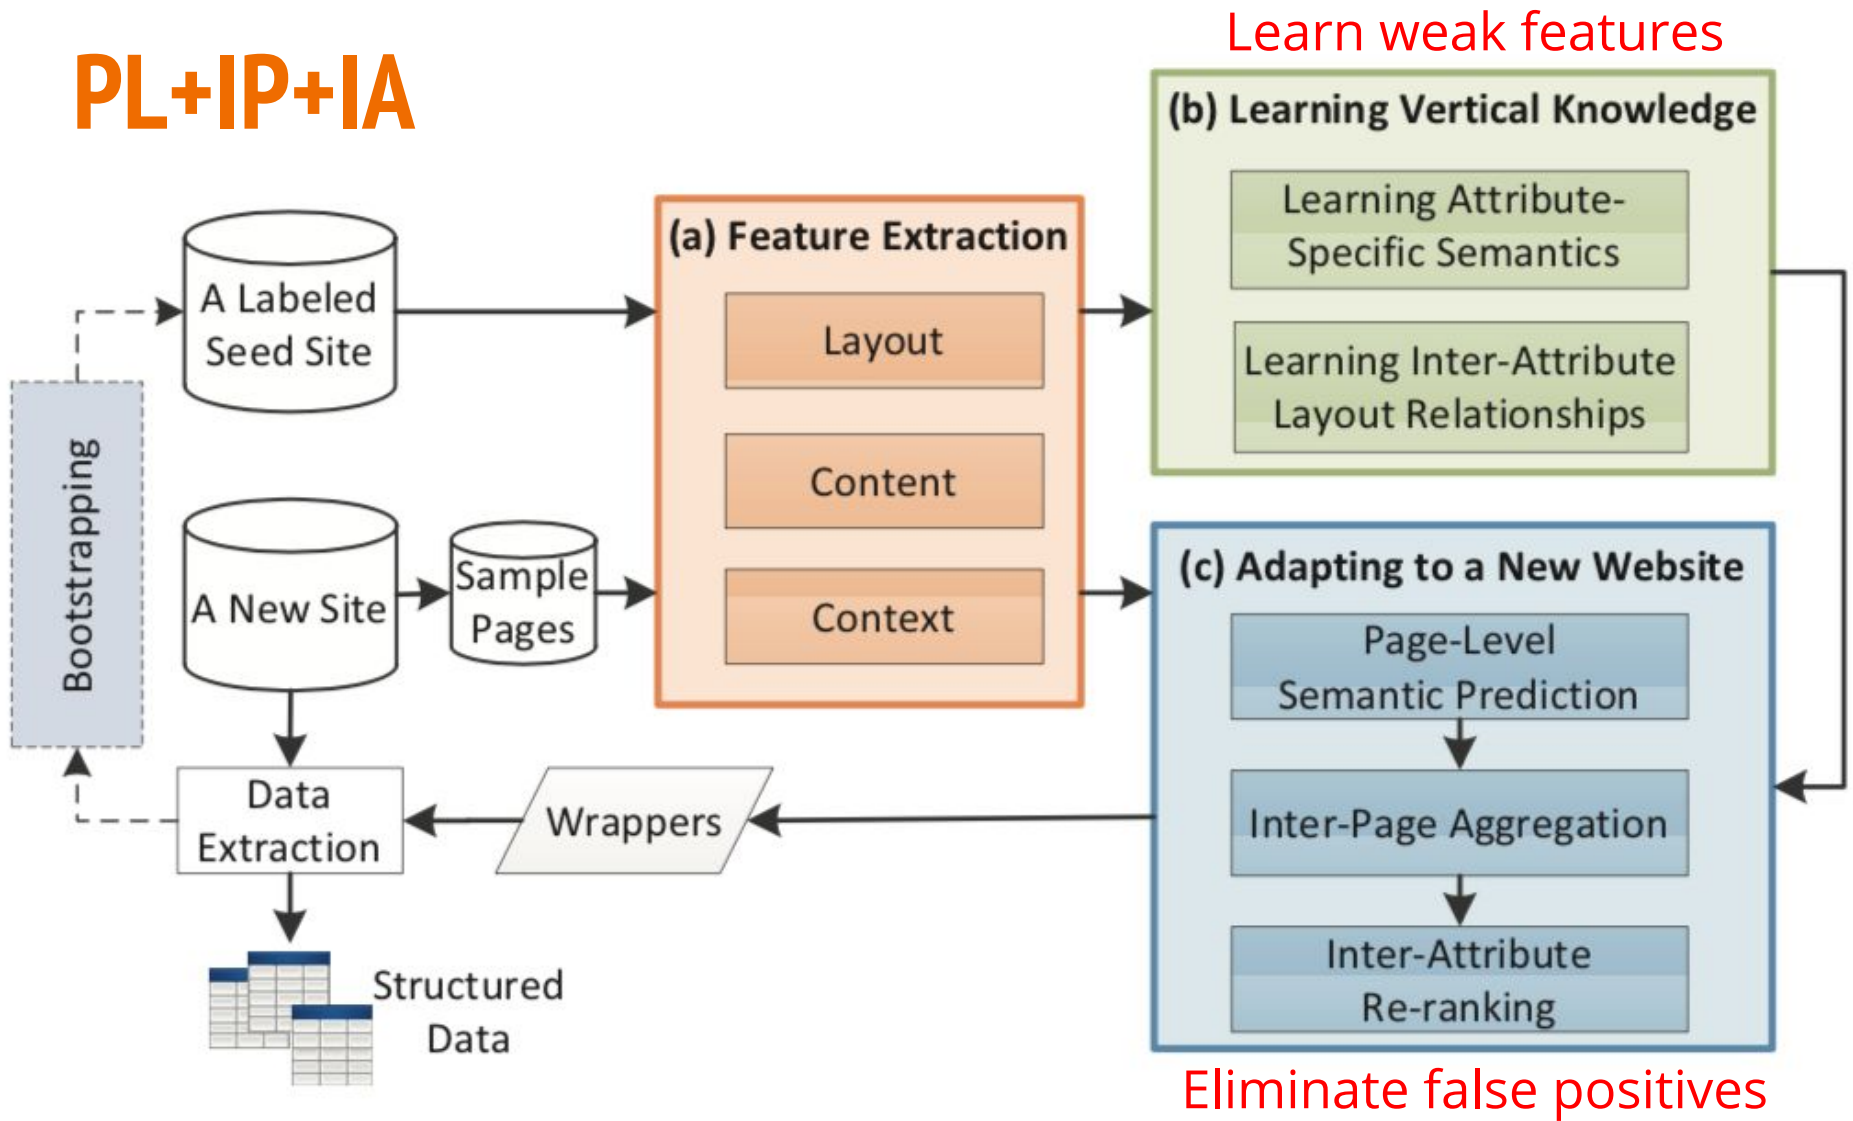 Learn weak features
PL+IP+IA
(b) Learning Vertical Knowledge
Learning Attribute-
Specific Semantics
Learning Inter-Attribute
Layout Relationships
(a) Feature Extraction
Layout
Content
Context
A Labeled
Seed Site
Bootstrapping
A New Site
Sample
Pages
(c) Adapting to a New Website
Page-Level
Semantic Prediction
Inter-Page Aggregation
Inter-Attribute
Re-ranking
Data
Extraction
Wrappers
Structured
Data
Eliminate false positives